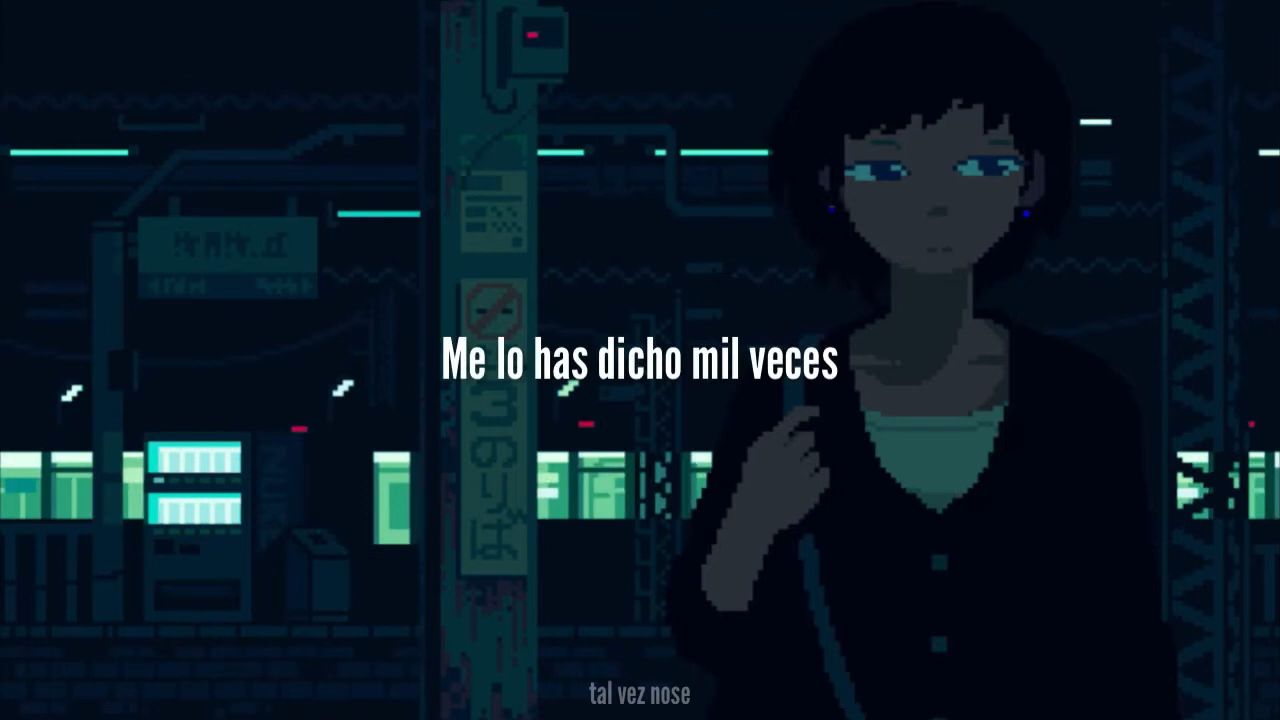 Me lo has dicho mil veces
3
のりば
tal vez nose